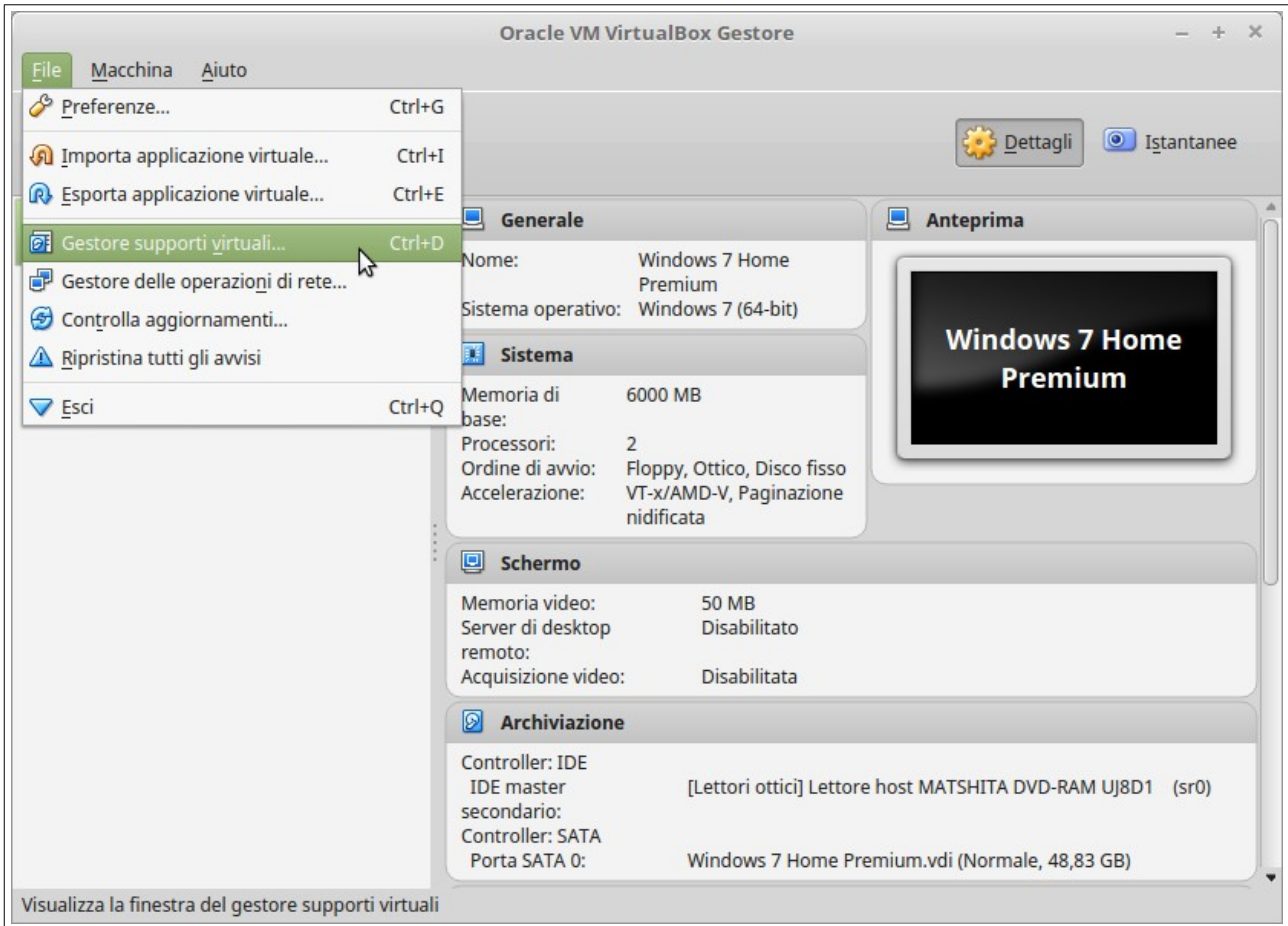 Oracle VM VirtualBox Gestore
File Macchina Aiuto
Preferenze... Ctrl+G
Importa applicazione virtuale... Ctrl+I
Esporta applicazione virtuale... Ctrl+E
Gestore supporti virtuali... Ctrl+D
Gestore delle operazioni di rete...
Controlla aggiornamenti...
Ripristina tutti gli avvisi
Esci Ctrl+Q
Dettagli Istantanee
Generale
Nome: Windows 7 Home
Premium
Sistema operativo: Windows 7 (64-bit)
Anteprima
Windows 7 Home
Premium
Sistema
Memoria di 6000 MB
base:
Processori: 2
Ordine di avvio: Floppy, Ottico, Disco fisso
Accelerazione: VT-x/AMD-V, Paginazione
nidificata
Schermo
Memoria video: 50 MB
Server di desktop Disabilitato
remoto:
Acquisizione video: Disabilitata
Archiviazione
Controller: IDE
IDE master [Lettori ottici] Lettore host MATSHITA DVD-RAM UJ8D1 (sr0)
secondario:
Controller: SATA
Porta SATA 0: Windows 7 Home Premium.vdi (Normale, 48,83 GB)
Visualizza la finestra del gestore supporti virtuali